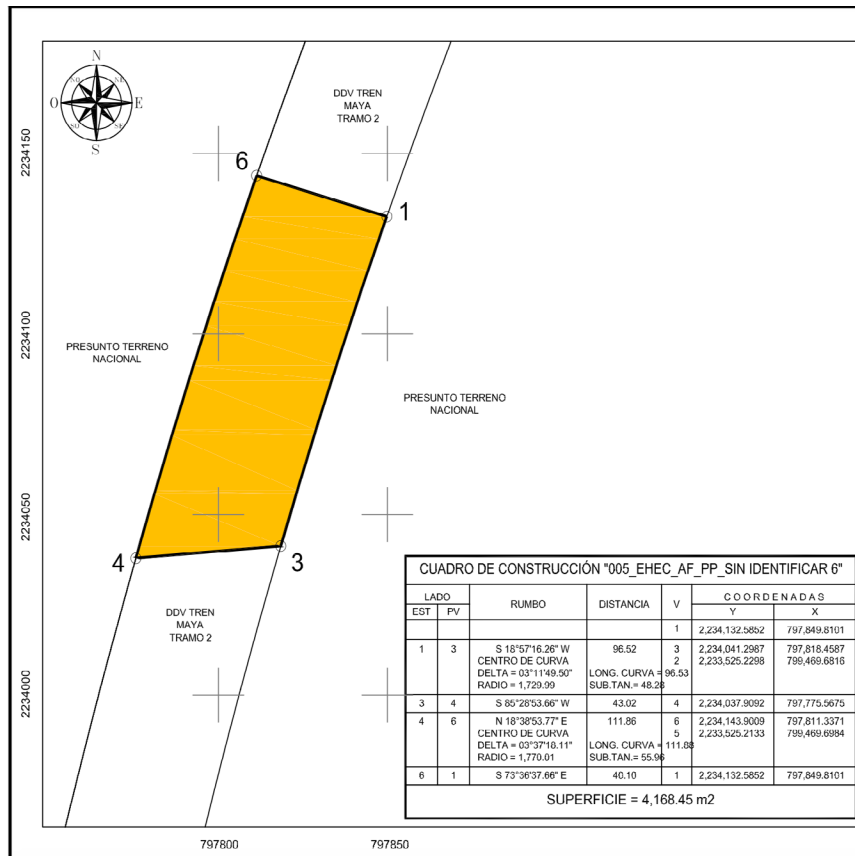 N
NO
NE
O
E
SO
SE
S
DDV TREN
MAYA
TRAMO 2
2234150
6
1
2234100
PRESUNTO TERRENO
NACIONAL
PRESUNTO TERRENO
NACIONAL
2234050
4
3
DDV TREN
MAYA
TRAMO 2
2234000
797800
797850
CUADRO DE CONSTRUCCIÓN "005_EHEC_AF_PP_SIN IDENTIFICAR 6"
LADO RUMBO DISTANCIA V COORDENADAS
EST PV Y X
1 2,234,132.5852 797,849.8101
1 3 S 18°57'16.26" W 96.52 3 2,234,041.2987 797,818.4587
CENTRO DE CURVA 2 2,233,525.2298 799,469.6816
DELTA = 03°11'49.50" LONG. CURVA = 96.53
RADIO = 1,729.99 SUB.TAN.= 48.28
3 4 S 85°28'53.66" W 43.02 4 2,234,037.9092 797,775.5675
4 6 N 18°38'53.77" E 111.86 6 2,234,143.9009 797,811.3371
CENTRO DE CURVA 5 2,233,525.2133 799,469.6984
DELTA = 03°37'18.11" LONG. CURVA = 111.88
RADIO = 1,770.01 SUB.TAN.= 55.96
6 1 S 73°36'37.66" E 40.10 1 2,234,132.5852 797,849.8101
SUPERFICIE = 4,168.45 m2